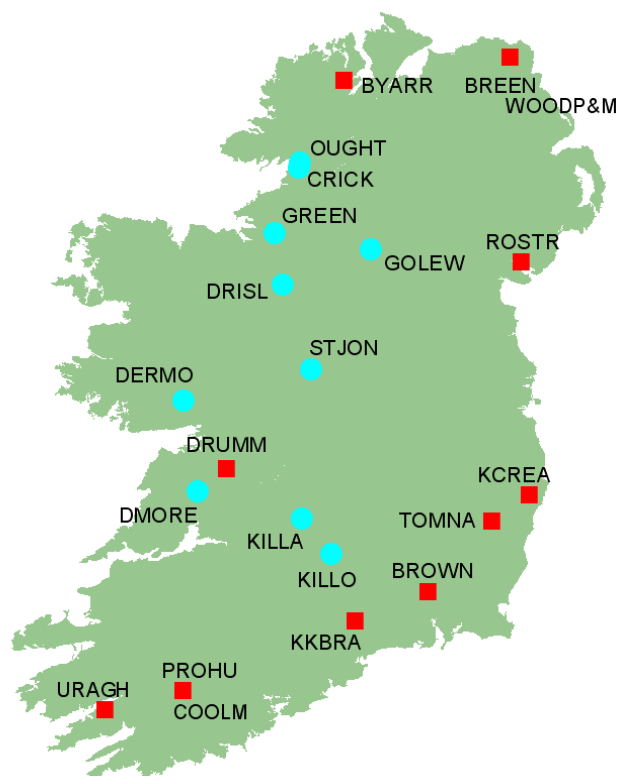 BYARR
BREEN
WOODP&M
OUGHT
CRICK
GREEN
ROSTR
GOLEW
DRISL
STJON
DERMO
DRUMM
KCREA
DMORE
TOMNA
KILLA
KILLO
BROWN
KKBRA
PROHU
URAGH
COOLM